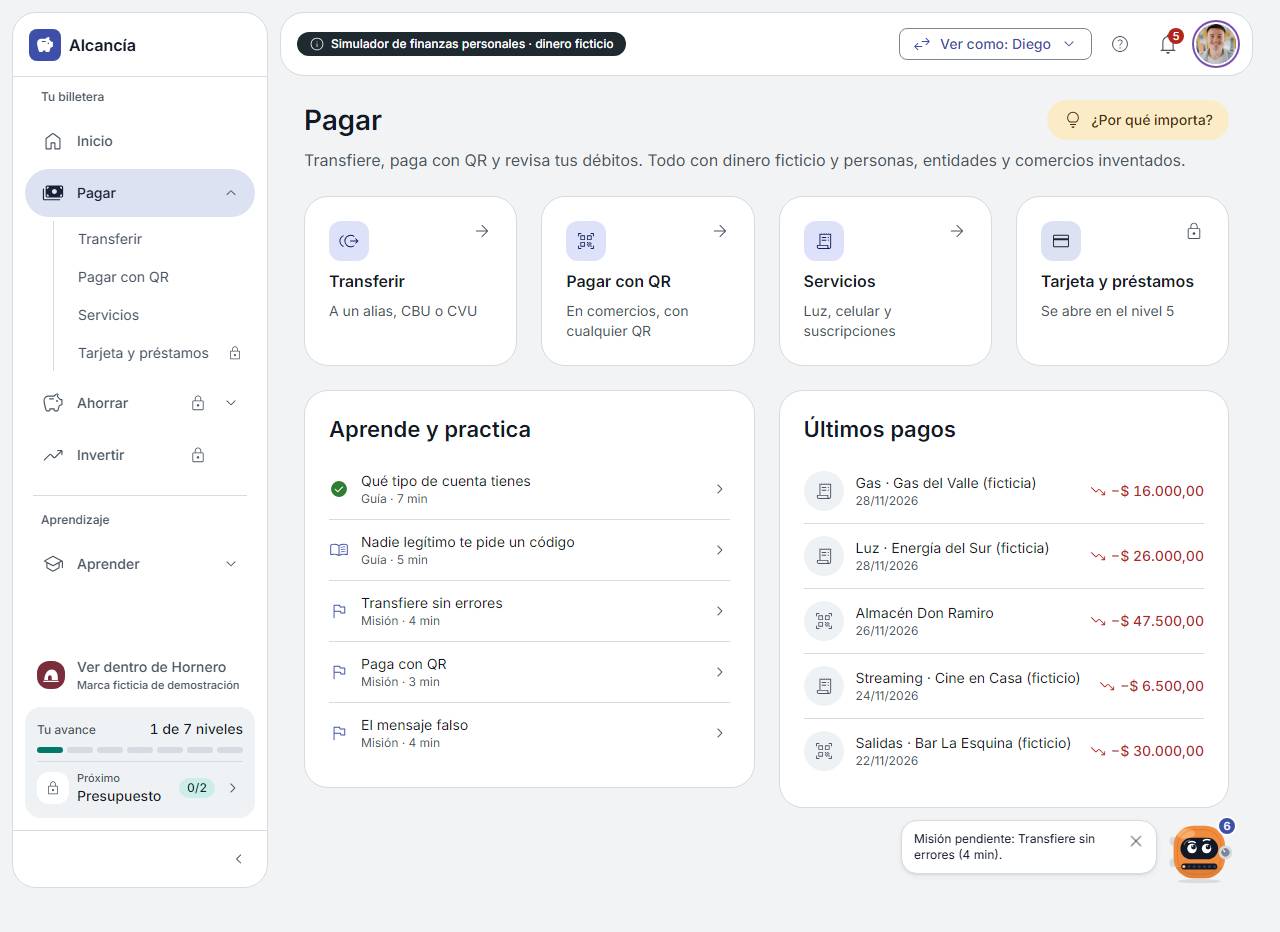 Alcancía
Tu billetera
Inicio
Pagar
Transferir
Pagar con QR
Servicios
Tarjeta y préstamos
Ahorrar
Invertir
Aprendizaje
Aprender
Ver dentro de Hornero
Marca ficticia de demostración
Tu avance
1 de 7 niveles
Próximo
Presupuesto
0/2
Simulador de finanzas personales · dinero ficticio
Ver como: Diego
5
Pagar
¿Por qué importa?
Transfiere, paga con QR y revisa tus débitos. Todo con dinero ficticio y personas, entidades y comercios inventados.
Transferir
A un alias, CBU o CVU
Pagar con QR
En comercios, con
cualquier QR
Servicios
Luz, celular y
suscripciones
Tarjeta y préstamos
Se abre en el nivel 5
Aprende y practica
Qué tipo de cuenta tienes
Guía · 7 min
Nadie legítimo te pide un código
Guía · 5 min
Transfiere sin errores
Misión · 4 min
Paga con QR
Misión · 3 min
El mensaje falso
Misión · 4 min
Últimos pagos
Gas · Gas del Valle (ficticia)
28/11/2026
−$ 16.000,00
Luz · Energía del Sur (ficticia)
28/11/2026
−$ 26.000,00
Almacén Don Ramiro
26/11/2026
−$ 47.500,00
Streaming · Cine en Casa (ficticio)
24/11/2026
−$ 6.500,00
Salidas · Bar La Esquina (ficticio)
22/11/2026
−$ 30.000,00
Misión pendiente: Transfiere sin
errores (4 min).
6